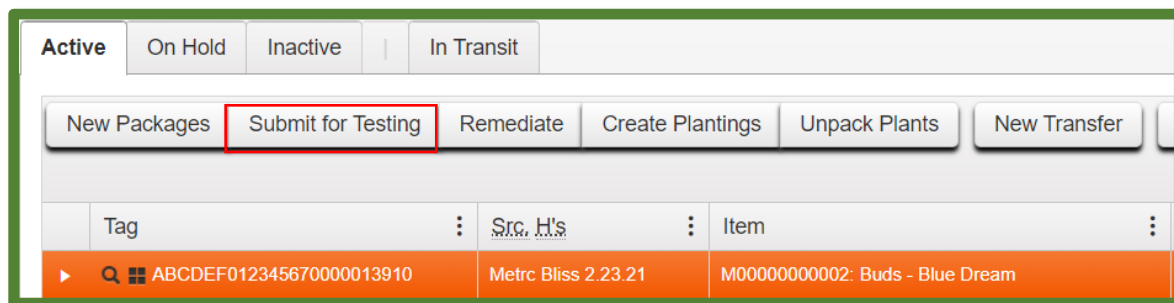 Active On Hold Inactive | In Transit
New Packages Submit for Testing Remediate Create Plantings Unpack Plants New Transfer
Tag Src. H's Item
ABCDEF012345670000013910 Metrc Bliss 2.23.21 M00000000002: Buds - Blue Dream